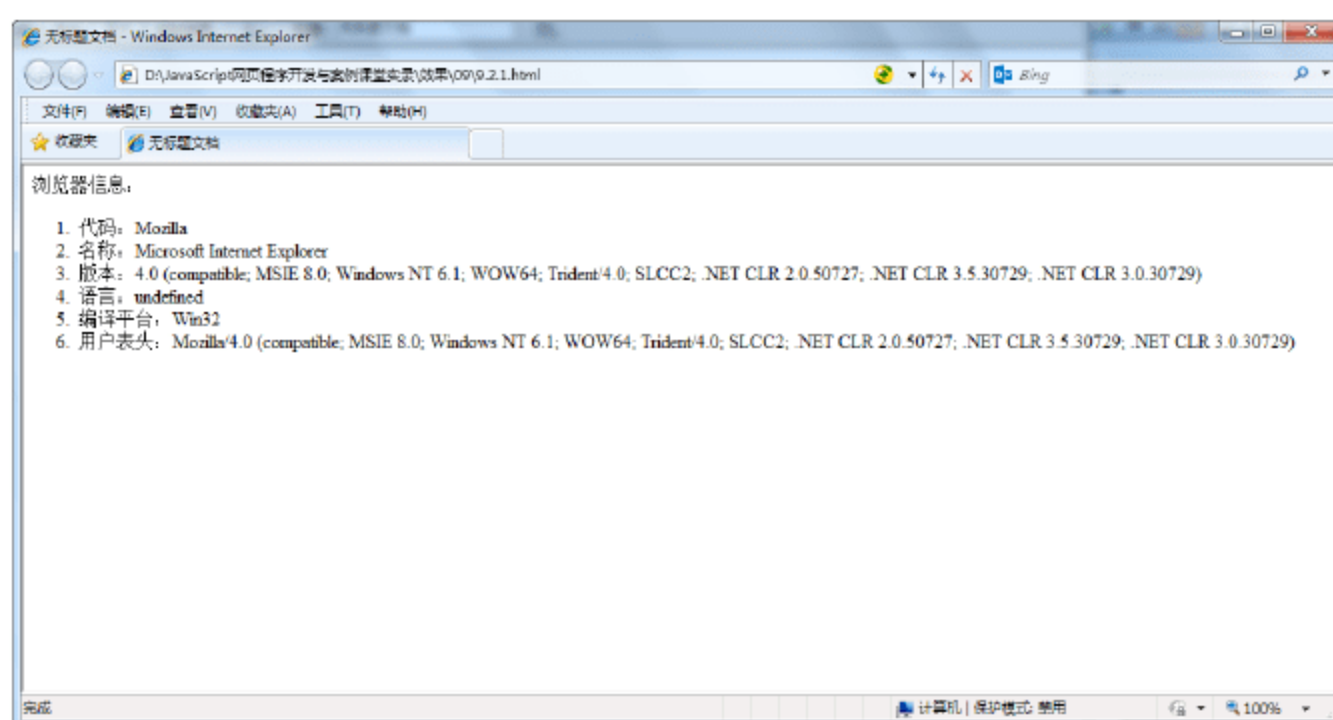 无标题文档 - Windows Internet Explorer
D:\JavaScript网页程序开发与案例课堂实录\效果\09\9.2.1.html
Bing
文件(F) 编辑(E) 查看(V) 收藏夹(A) 工具(T) 帮助(H)
收藏夹 无标题文档
浏览器信息：
1. 代码：Mozilla
2. 名称：Microsoft Internet Explorer
3. 版本：4.0 (compatible; MSIE 8.0; Windows NT 6.1; WOW64; Trident/4.0; SLCC2; .NET CLR 2.0.50727; .NET CLR 3.5.30729; .NET CLR 3.0.30729)
4. 语言：undefined
5. 编译平台：Win32
6. 用户表头：Mozilla/4.0 (compatible; MSIE 8.0; Windows NT 6.1; WOW64; Trident/4.0; SLCC2; .NET CLR 2.0.50727; .NET CLR 3.5.30729; .NET CLR 3.0.30729)
完成 计算机 | 保护模式: 禁用 100%